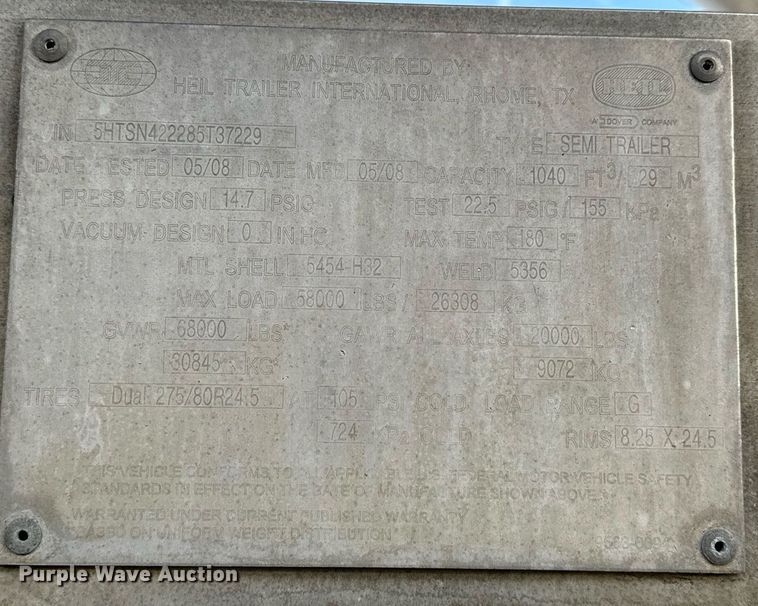 CTC
MANUFACTURED BY
HEIL TRAILER INTERNATIONAL, RHOME, TX
HEIL
A DOVER COMPANY
IN 5HTSN422285T37229
TYPE SEMI TRAILER
DATE TESTED 05/08 DATE MFD 05/08 CAPACITY 1040 FT3/ 29 M3
PRESS DESIGN 14.7 PSIG TEST 22.5 PSIG/ 155 KPa
VACUUM DESIGN 0 IN.HG MAX. TEMP 180 °F
MTL SHELL 5454-H32 WELD 5356
MAX LOAD 58000 LBS/ 26308 KG
GVWR 68000 LBS* GAWR ALL AXLES 20000 LBS
30845 KG 9072 KG
TIRES Dual 275/80R24.5 AT 105 PSI COLD LOAD RANGE G
724 KPa COLD RIMS 8.25 X 24.5
THIS VEHICLE CONFORMS TO ALL APPLICABLE U.S. FEDERAL MOTOR VEHICLE SAFETY
STANDARDS IN EFFECT ON THE DATE OF MANUFACTURE SHOWN ABOVE.
WARRANTED UNDER CURRENT PUBLISHED WARRANTY
BASED ON UNIFORM WEIGHT DISTRIBUTION
Purple Wave Auction